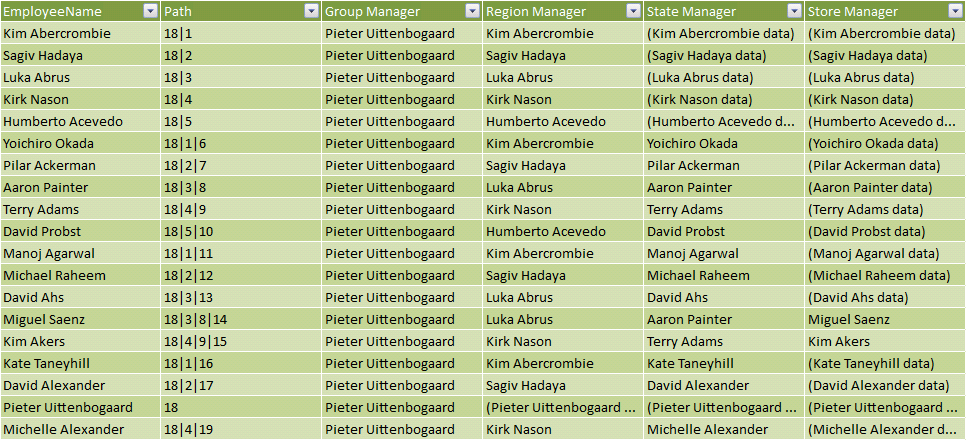 EmployeeName Path Group Manager Region Manager State Manager Store Manager
Kim Abercrombie 18|1 Pieter Uittenbogaard Kim Abercrombie (Kim Abercrombie data) (Kim Abercrombie data)
Sagiv Hadaya 18|2 Pieter Uittenbogaard Sagiv Hadaya (Sagiv Hadaya data) (Sagiv Hadaya data)
Luka Abrus 18|3 Pieter Uittenbogaard Luka Abrus (Luka Abrus data) (Luka Abrus data)
Kirk Nason 18|4 Pieter Uittenbogaard Kirk Nason (Kirk Nason data) (Kirk Nason data)
Humberto Acevedo 18|5 Pieter Uittenbogaard Humberto Acevedo (Humberto Acevedo d... (Humberto Acevedo d...
Yoichiro Okada 18|1|6 Pieter Uittenbogaard Kim Abercrombie Yoichiro Okada (Yoichiro Okada data)
Pilar Ackerman 18|2|7 Pieter Uittenbogaard Sagiv Hadaya Pilar Ackerman (Pilar Ackerman data)
Aaron Painter 18|3|8 Pieter Uittenbogaard Luka Abrus Aaron Painter (Aaron Painter data)
Terry Adams 18|4|9 Pieter Uittenbogaard Kirk Nason Terry Adams (Terry Adams data)
David Probst 18|5|10 Pieter Uittenbogaard Humberto Acevedo David Probst (David Probst data)
Manoj Agarwal 18|1|11 Pieter Uittenbogaard Kim Abercrombie Manoj Agarwal (Manoj Agarwal data)
Michael Raheem 18|2|12 Pieter Uittenbogaard Sagiv Hadaya Michael Raheem (Michael Raheem data)
David Ahs 18|3|13 Pieter Uittenbogaard Luka Abrus David Ahs (David Ahs data)
Miguel Saenz 18|3|8|14 Pieter Uittenbogaard Luka Abrus Aaron Painter Miguel Saenz
Kim Akers 18|4|9|15 Pieter Uittenbogaard Kirk Nason Terry Adams Kim Akers
Kate Taneyhill 18|1|16 Pieter Uittenbogaard Kim Abercrombie Kate Taneyhill (Kate Taneyhill data)
David Alexander 18|2|17 Pieter Uittenbogaard Sagiv Hadaya David Alexander (David Alexander data)
Pieter Uittenbogaard 18 Pieter Uittenbogaard (Pieter Uittenbogaard ... (Pieter Uittenbogaard ... (Pieter Uittenbogaard ...
Michelle Alexander 18|4|19 Pieter Uittenbogaard Kirk Nason Michelle Alexander (Michelle Alexander d...